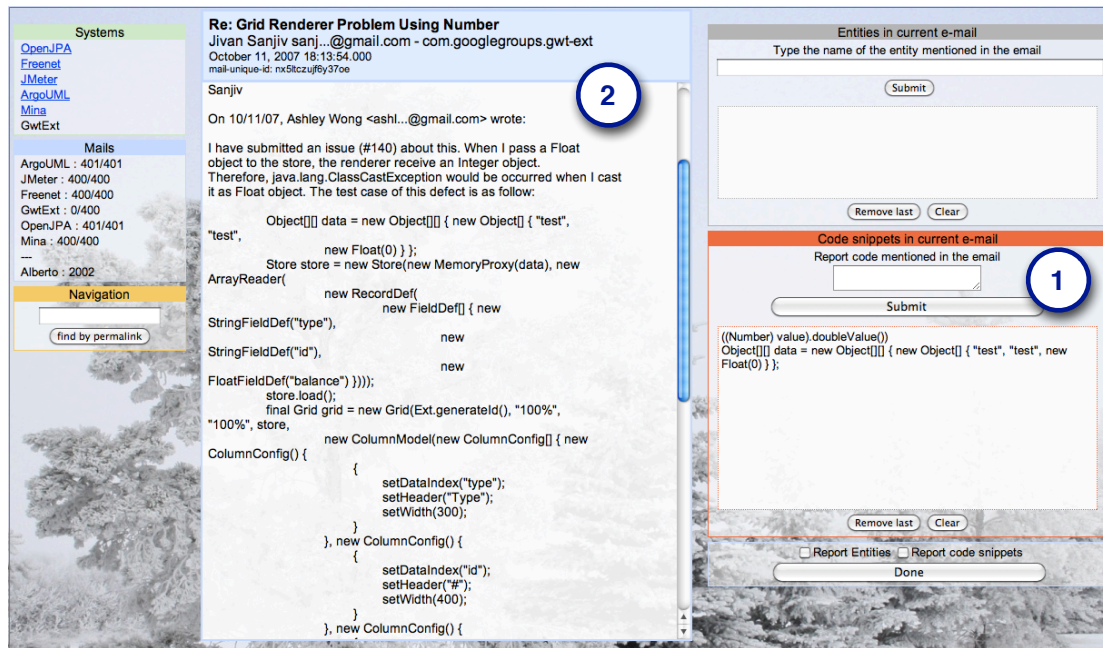 Systems
OpenJPA
Freenet
JMeter
ArgoUML
Mina
GwtExt
Mails
ArgoUML : 401/401
JMeter : 400/400
Freenet : 400/400
GwtExt : 0/400
OpenJPA : 401/401
Mina : 400/400
---
Alberto : 2002
Navigation
find by permalink
Re: Grid Renderer Problem Using Number
Jivan Sanjiv sanj...@gmail.com - com.googlegroups.gwt-ext
October 11, 2007 18:13:54.000
mail-unique-id: nx5ltczujf6y37oe
2
Sanjiv
On 10/11/07, Ashley Wong <ashl...@gmail.com> wrote:
I have submitted an issue (#140) about this. When I pass a Float
object to the store, the renderer receive an Integer object.
Therefore, java.lang.ClassCastException would be occurred when I cast
it as Float object. The test case of this defect is as follow:
Object[][] data = new Object[][] { new Object[] { "test",
"test",
new Float(0) } };
Store store = new Store(new MemoryProxy(data), new
ArrayReader(
new RecordDef(
new FieldDef[] { new
StringFieldDef("type"),
new
StringFieldDef("id"),
new
FloatFieldDef("balance") })));
store.load();
final Grid grid = new Grid(Ext.generateId(), "100%",
"100%", store,
new ColumnModel(new ColumnConfig[] { new
ColumnConfig() {
{
setDataIndex("type");
setHeader("Type");
setWidth(300);
}
}, new ColumnConfig() {
{
setDataIndex("id");
setHeader("#");
setWidth(400);
}
}, new ColumnConfig() {
Entities in current e-mail
Type the name of the entity mentioned in the email
Submit
Remove last Clear
Code snippets in current e-mail
Report code mentioned in the email
1
Submit
((Number) value).doubleValue())
Object[][] data = new Object[][] { new Object[] { "test", "test", new
Float(0) } };
Remove last Clear
Report Entities Report code snippets
Done